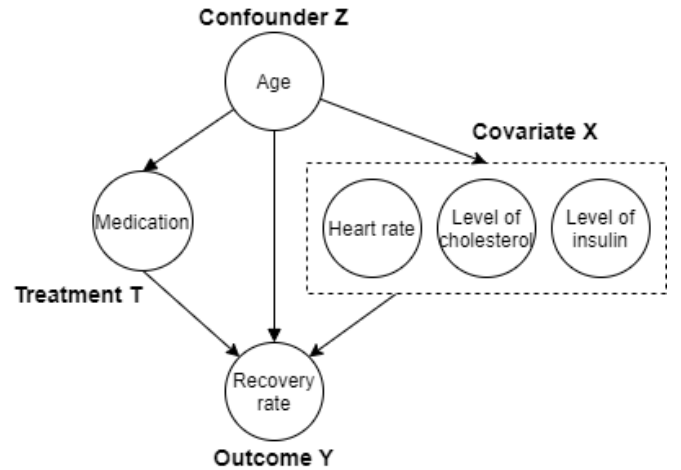 Confounder Z
Age
Covariate X
Medication
Heart rate
Level of
cholesterol
Level of
insulin
Treatment T
Recovery
rate
Outcome Y